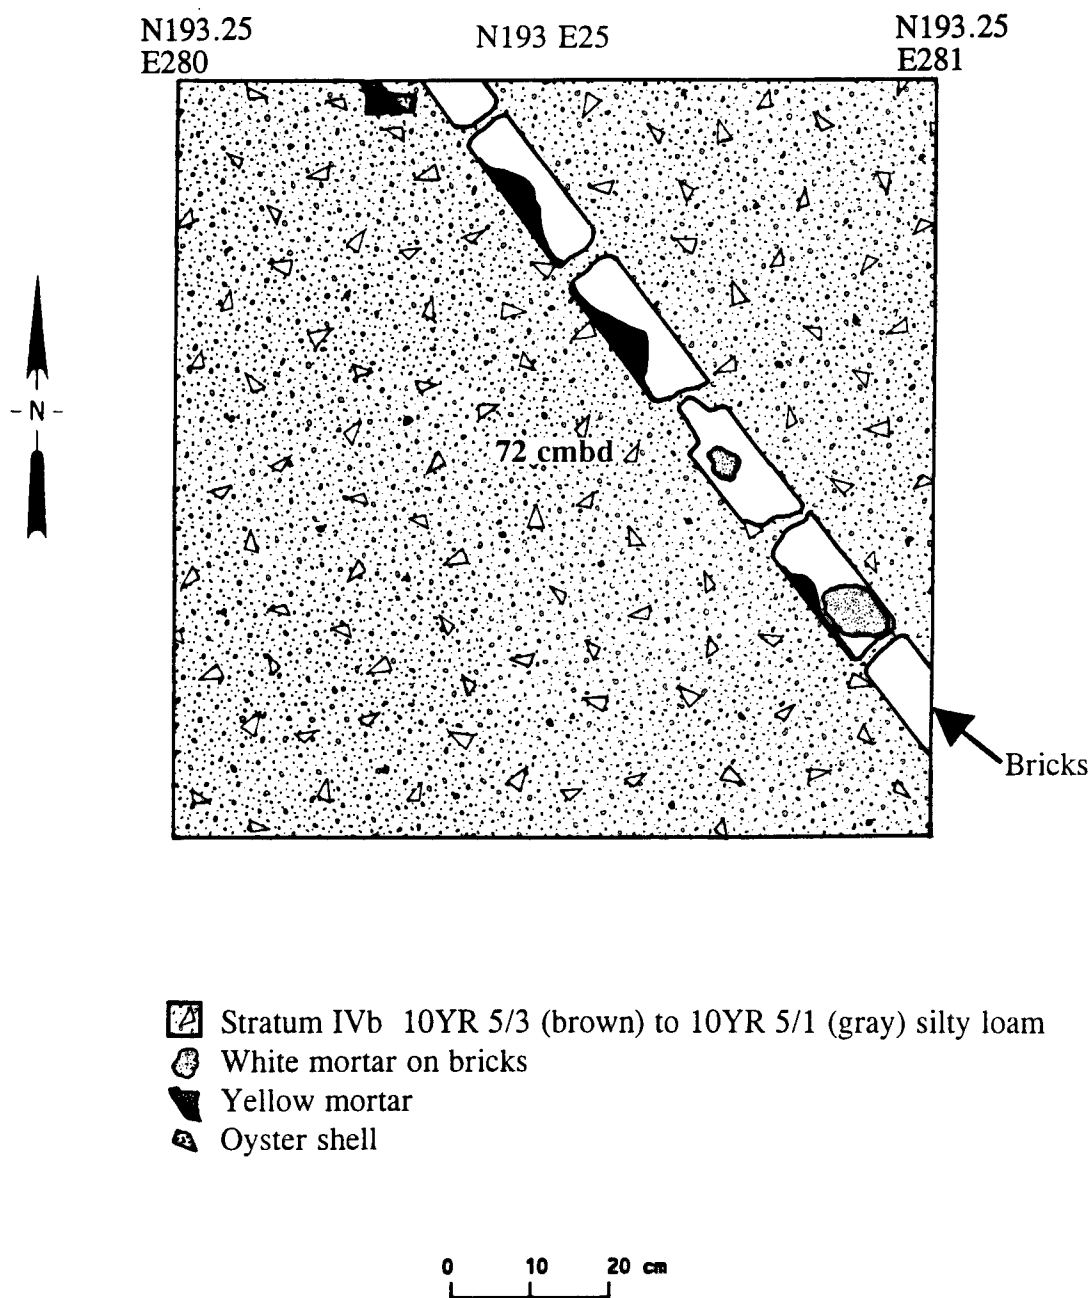 N193.25
E280
N193 E25
N193.25
E281
- N -
72 cmbd
Bricks
Stratum IVb 10YR 5/3 (brown) to 10YR 5/1 (gray) silty loam
White mortar on bricks
Yellow mortar
Oyster shell
0 10 20 cm